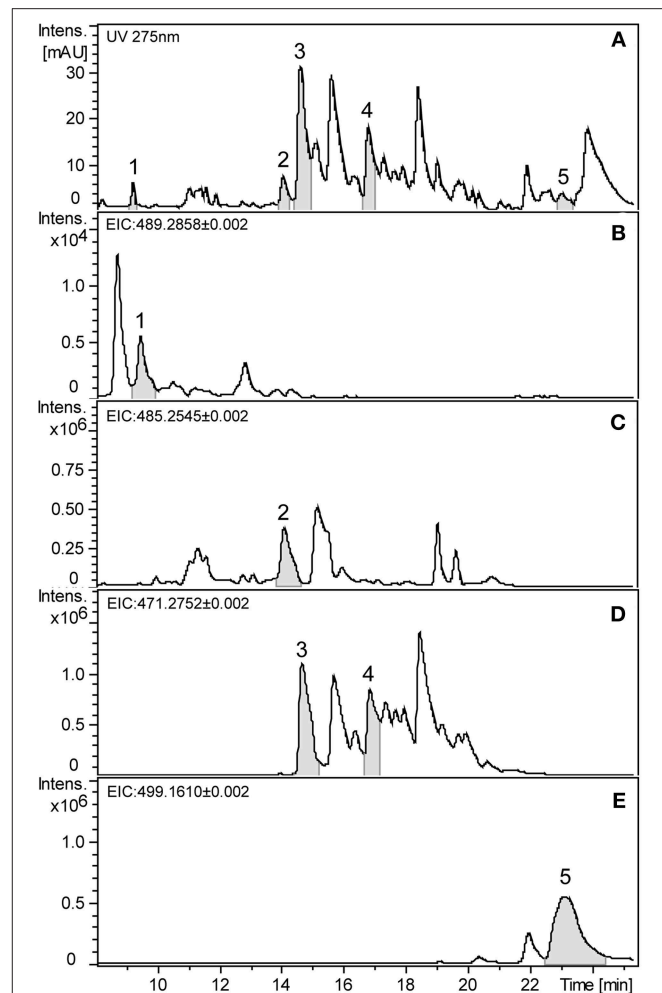 Intens.
[mAU]
UV 275nm
A
30
20
10
0
1
2
3
4
5
Intens.
x10⁴
EIC:489.2858±0.002
B
1.0
0.5
0
1
Intens.
x10⁶
EIC:485.2545±0.002
C
0.75
0.50
0.25
0
2
Intens.
x10⁶
EIC:471.2752±0.002
D
1.0
0.5
0
3
4
Intens.
x10⁶
EIC:499.1610±0.002
E
1.0
0.5
0
5
10 12 14 16 18 20 22 Time [min]